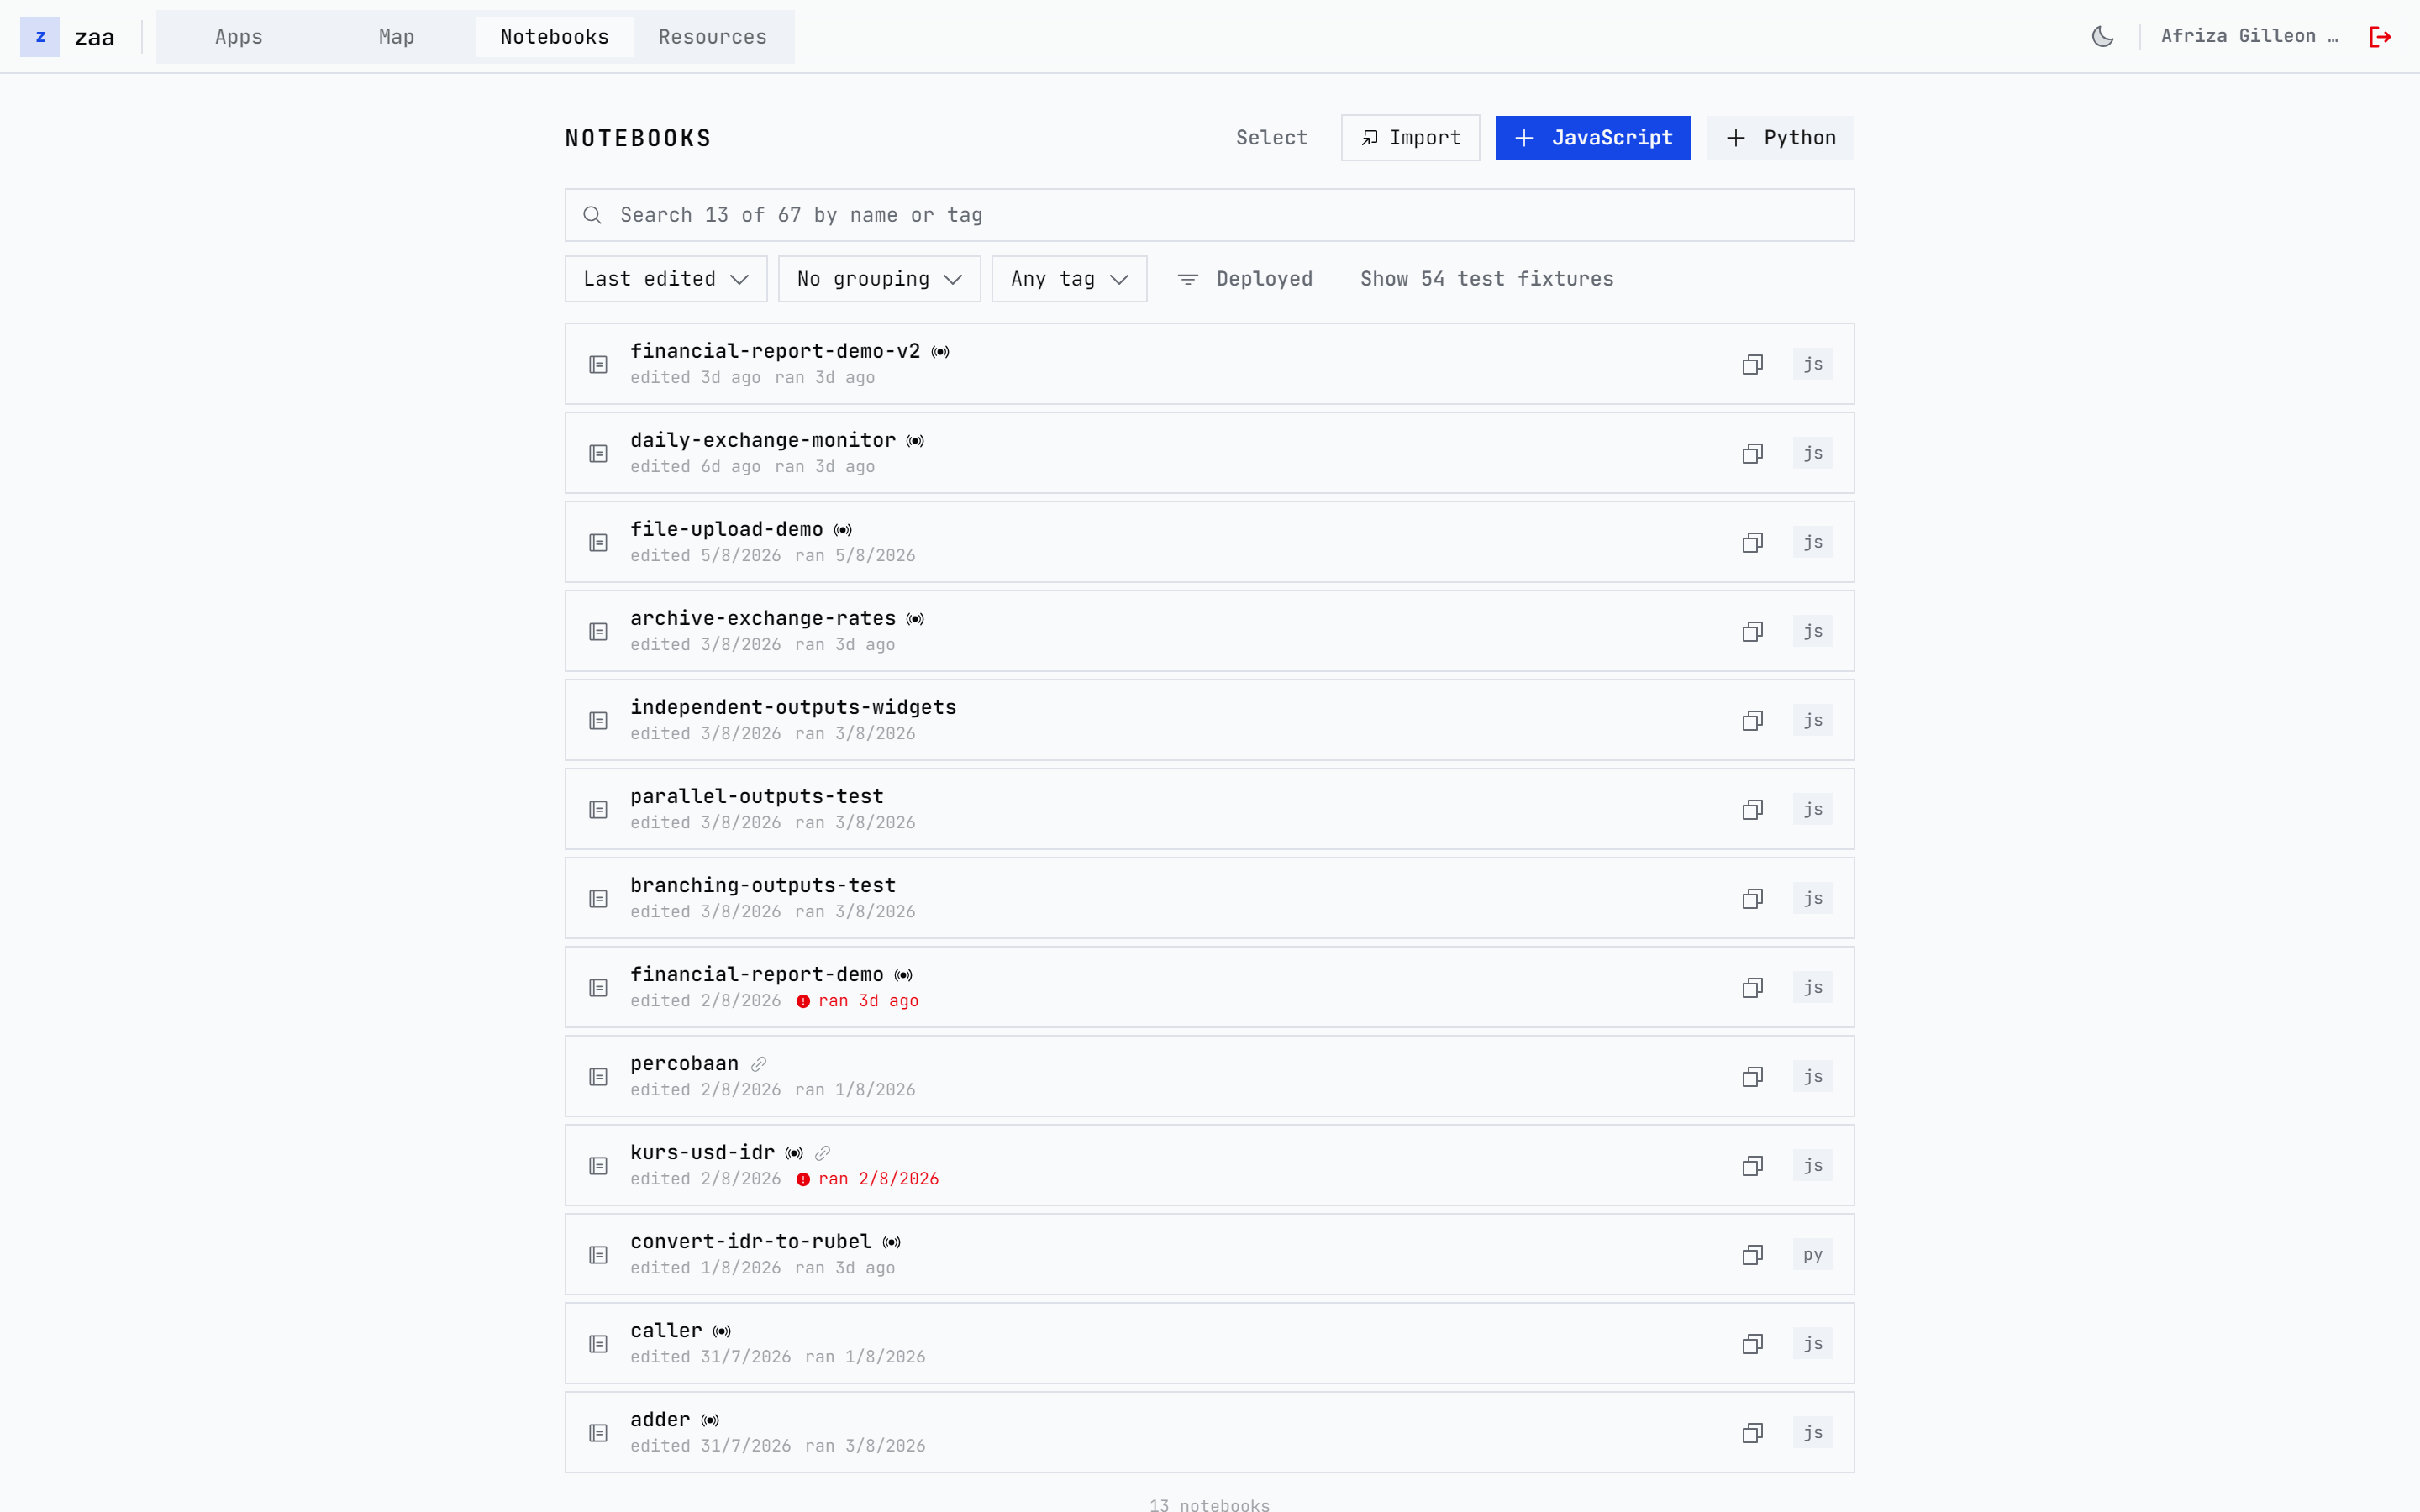 z zaa Apps Map Notebooks Resources Afriza Gilleon …
NOTEBOOKS Select Import + JavaScript + Python
Search 13 of 67 by name or tag
Last edited No grouping Any tag Deployed Show 54 test fixtures
financial-report-demo-v2
edited 3d ago ran 3d ago
js
daily-exchange-monitor
edited 6d ago ran 3d ago
js
file-upload-demo
edited 5/8/2026 ran 5/8/2026
js
archive-exchange-rates
edited 3/8/2026 ran 3d ago
js
independent-outputs-widgets
edited 3/8/2026 ran 3/8/2026
js
parallel-outputs-test
edited 3/8/2026 ran 3/8/2026
js
branching-outputs-test
edited 3/8/2026 ran 3/8/2026
js
financial-report-demo
edited 2/8/2026 ran 3d ago
js
percobaan
edited 2/8/2026 ran 1/8/2026
js
kurs-usd-idr
edited 2/8/2026 ran 2/8/2026
js
convert-idr-to-rubel
edited 1/8/2026 ran 3d ago
py
caller
edited 31/7/2026 ran 1/8/2026
js
adder
edited 31/7/2026 ran 3/8/2026
js
13 notebooks